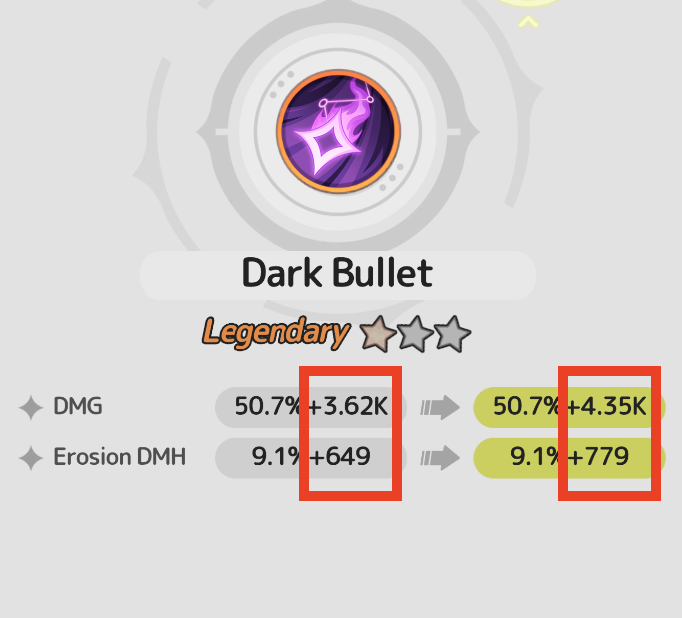 Dark Bullet
Legendary
DMG 50.7%+3.62K 50.7%+4.35K
Erosion DMH 9.1%+649 9.1%+779